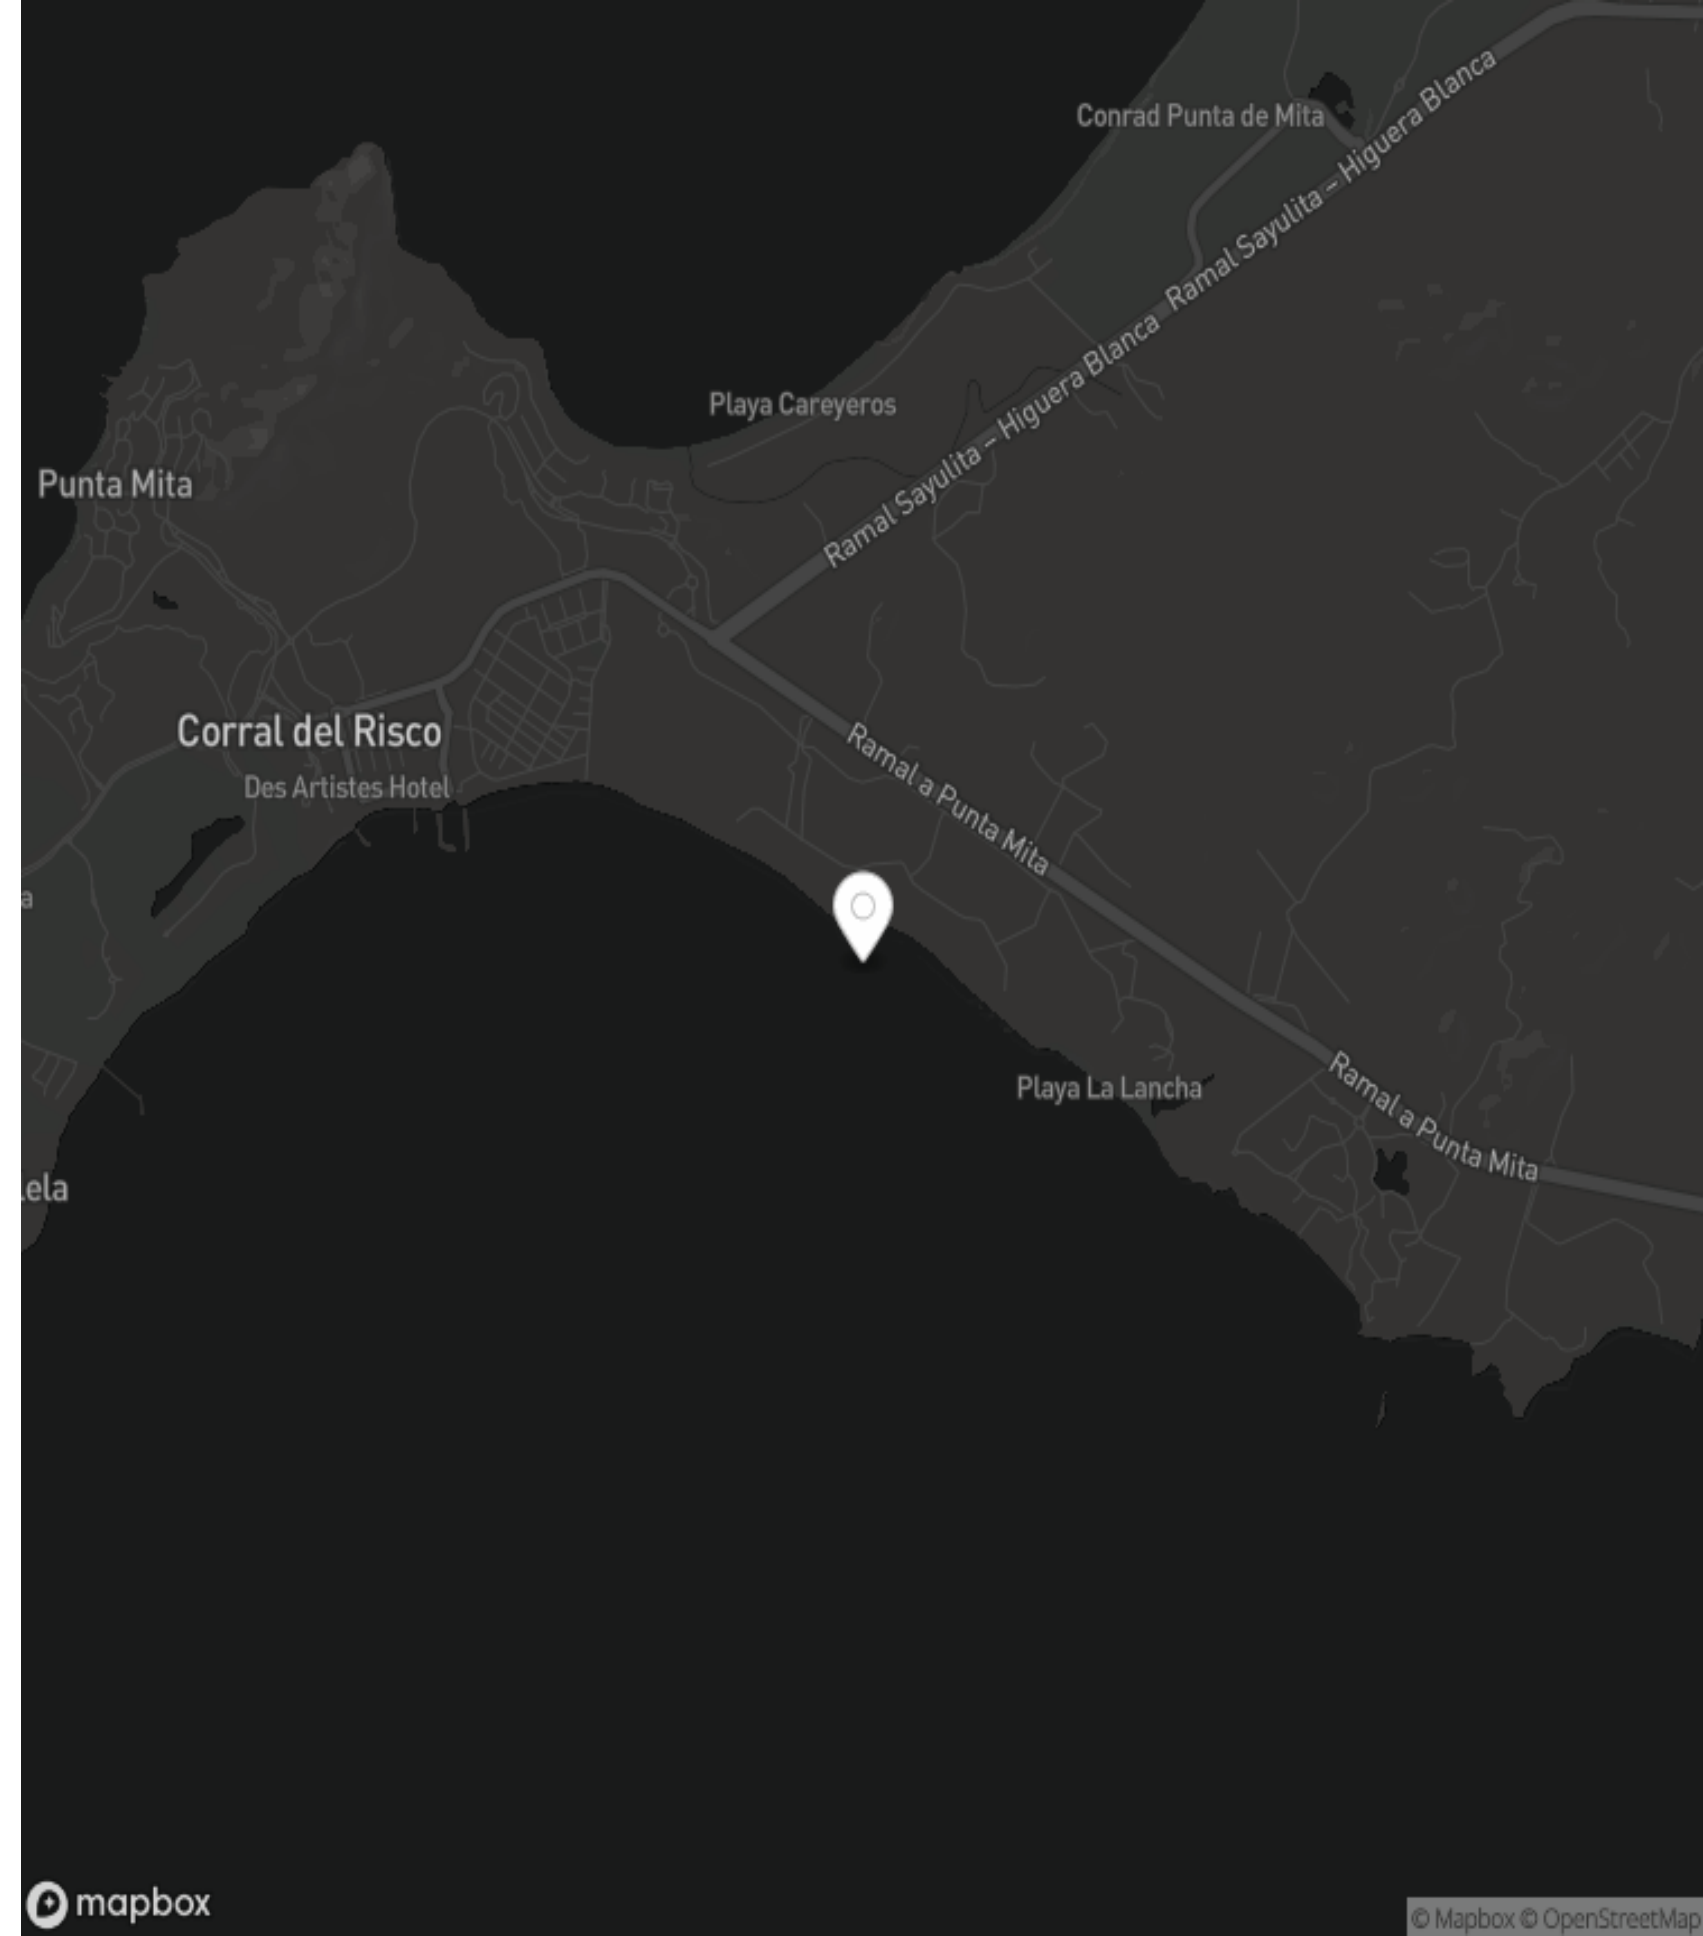 Conrad Punta de Mita
Ramal Sayulita – Higuera Blanca
Ramal Sayulita – Higuera Blanca
Playa Careyeros
Punta Mita
Corral del Risco
Des Artistes Hotel
Ramal a Punta Mita
a
Playa La Lancha
Ramal a Punta Mita
ela
mapbox
© Mapbox © OpenStreetMap